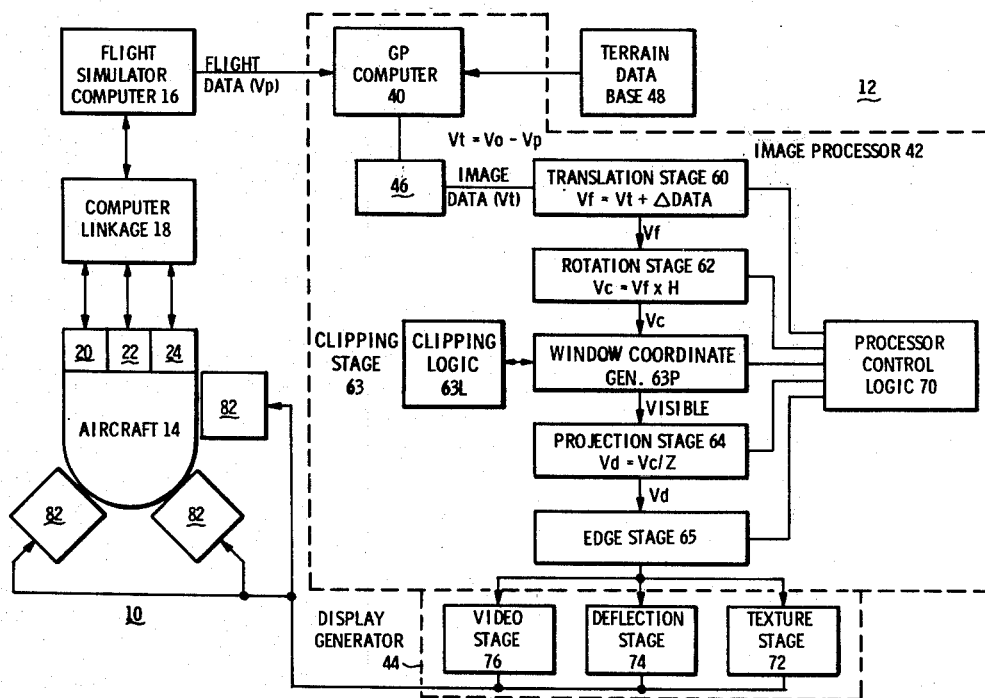 FLIGHT
SIMULATOR
COMPUTER 16
FLIGHT
DATA (Vp)
GP
COMPUTER
40
TERRAIN
DATA
BASE 48
12
Vt = Vo - Vp
IMAGE PROCESSOR 42
46
IMAGE
DATA (Vt)
TRANSLATION STAGE 60
Vf = Vt + △DATA
COMPUTER
LINKAGE 18
Vf
ROTATION STAGE 62
Vc = Vf x H
Vc
20
22
24
CLIPPING
STAGE
63
CLIPPING
LOGIC
63L
WINDOW COORDINATE
GEN. 63P
PROCESSOR
CONTROL
LOGIC 70
82
AIRCRAFT 14
VISIBLE
PROJECTION STAGE 64
Vd = Vc/Z
82
82
Vd
EDGE STAGE 65
10
DISPLAY
GENERATOR
44
VIDEO
STAGE
76
DEFLECTION
STAGE
74
TEXTURE
STAGE
72